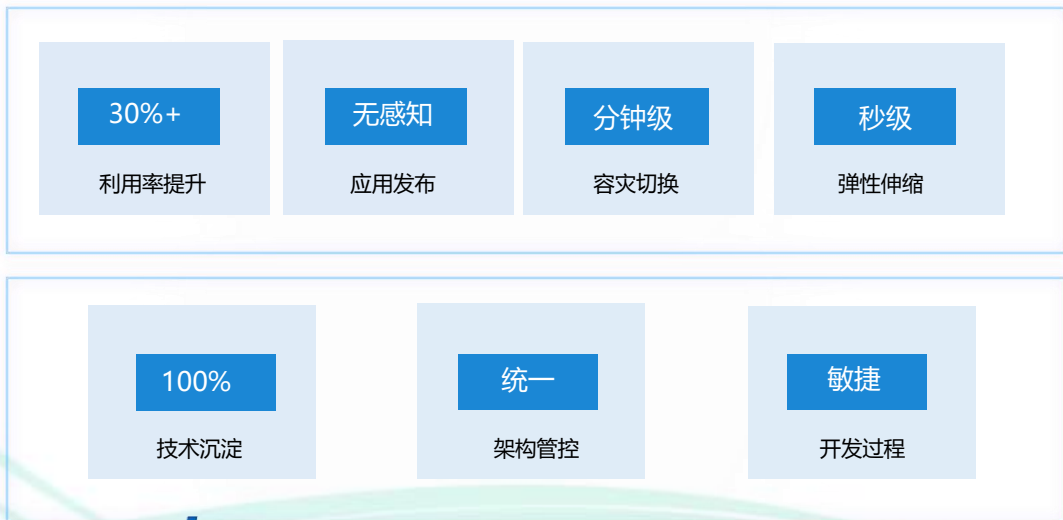 30%+
无感知
分钟级
秒级
利用率提升
应用发布
容灾切换
弹性伸缩
100%
统一
敏捷
技术沉淀
架构管控
开发过程